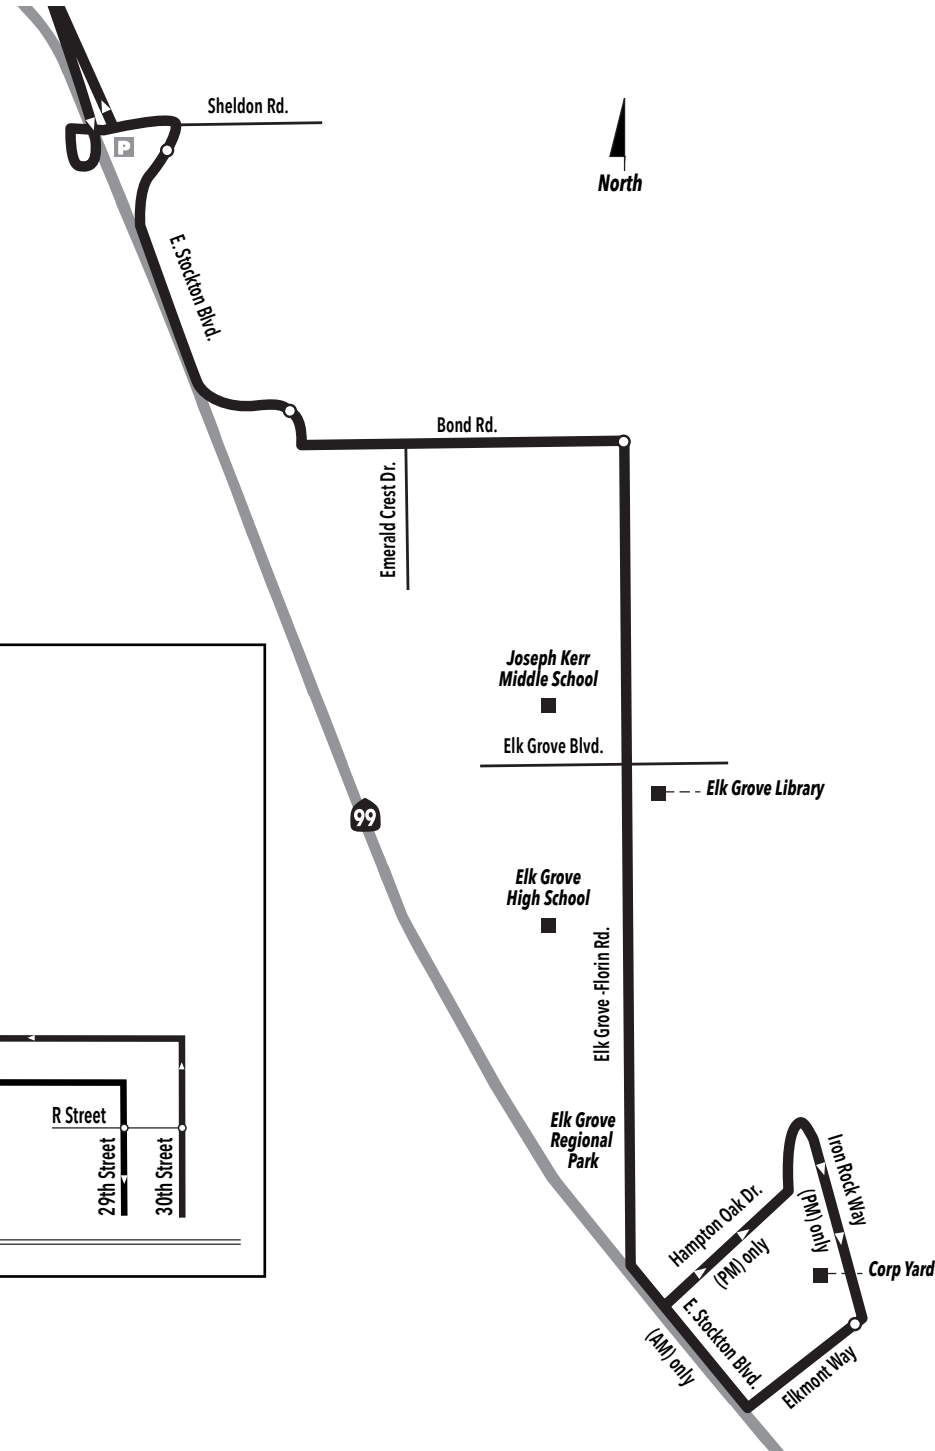 Sheldon Rd.
P
North
E. Stockton Blvd.
Bond Rd.
Emerald Crest Dr.
Joseph Kerr
Middle School
Elk Grove Blvd.
Elk Grove Library
99
Elk Grove
High School
Elk Grove -Florin Rd.
R Street
29th Street
30th Street
Elk Grove
Regional
Park
Iron Rock Way
(PM) only
Hampton Oak Dr.
(PM) only
Corp Yard
E. Stockton Blvd.
(AM) only
Elkmont Way